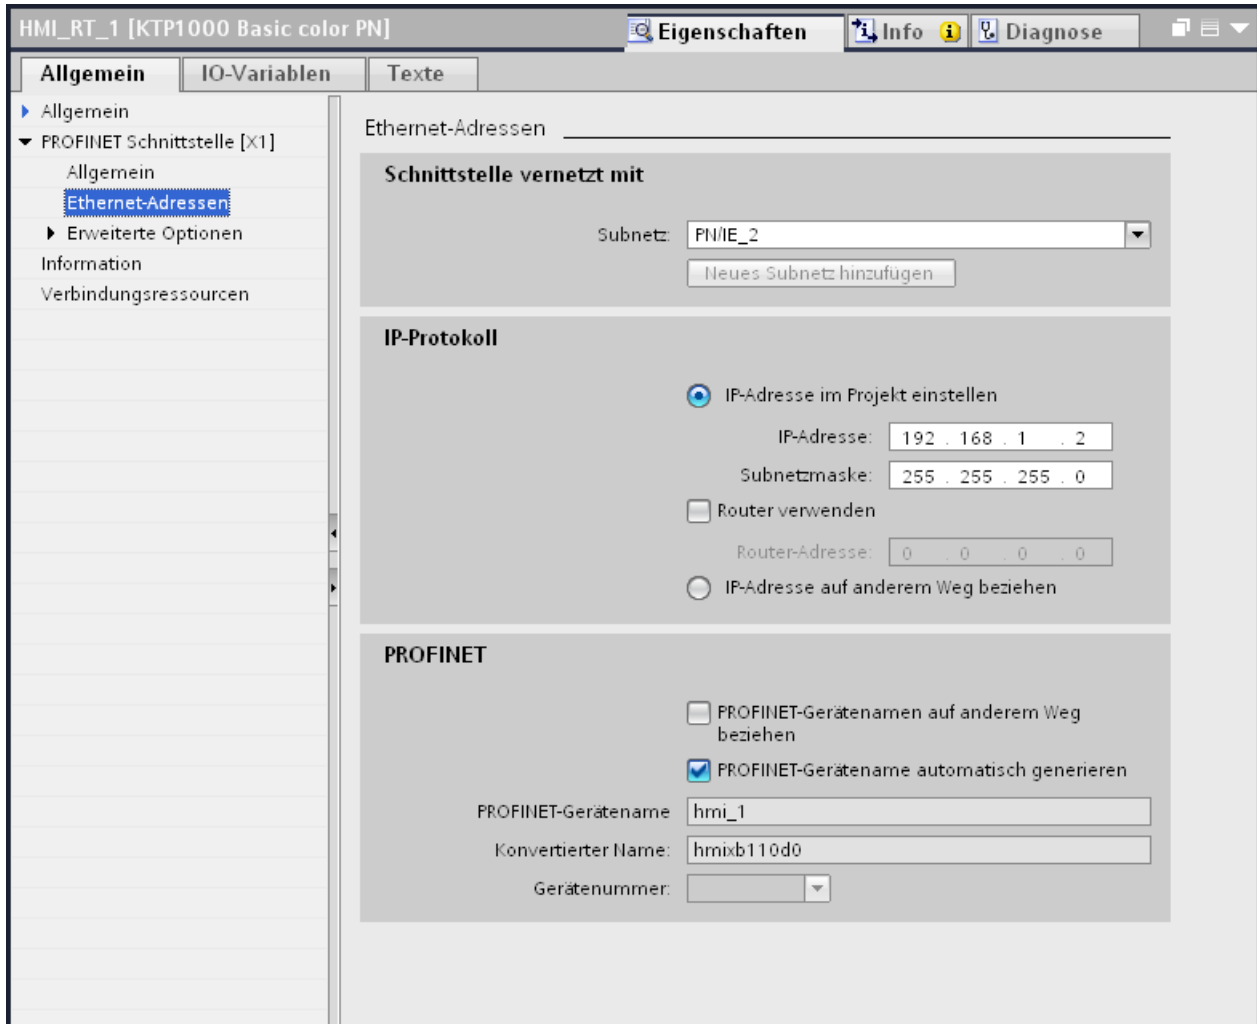 HMI_RT_1 [KTP1000 Basic color PN]
Eigenschaften
Info
Diagnose
Allgemein
IO-Variablen
Texte
Allgemein
PROFINET Schnittstelle [X1]
Allgemein
Ethernet-Adressen
Erweiterte Optionen
Information
Verbindungsressourcen
Ethernet-Adressen
Schnittstelle vernetzt mit
Subnetz: PN/IE_2
Neues Subnetz hinzufügen
IP-Protokoll
IP-Adresse im Projekt einstellen
IP-Adresse: 192 . 168 . 1 . 2
Subnetzmaske: 255 . 255 . 255 . 0
Router verwenden
Router-Adresse: 0 . 0 . 0 . 0
IP-Adresse auf anderem Weg beziehen
PROFINET
PROFINET-Gerätenamen auf anderem Weg
beziehen
PROFINET-Gerätename automatisch generieren
PROFINET-Gerätename hmi_1
Konvertierter Name: hmixb110d0
Gerätenummer: